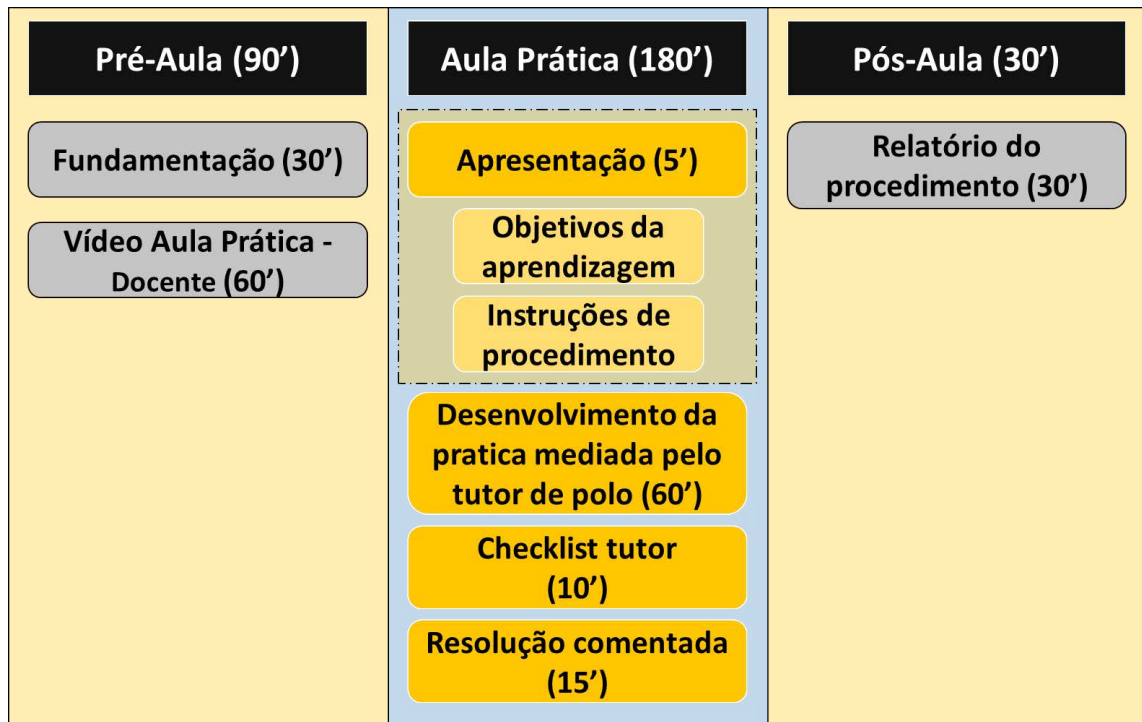 Pré-Aula (90’)
Fundamentação (30’)
Vídeo Aula Prática -
Docente (60’)
Aula Prática (180’)
Apresentação (5’)
Objetivos da
aprendizagem
Instruções de
procedimento
Desenvolvimento da
pratica mediada pelo
tutor de polo (60’)
Checklist tutor
(10’)
Resolução comentada
(15’)
Pós-Aula (30’)
Relatório do
procedimento (30’)